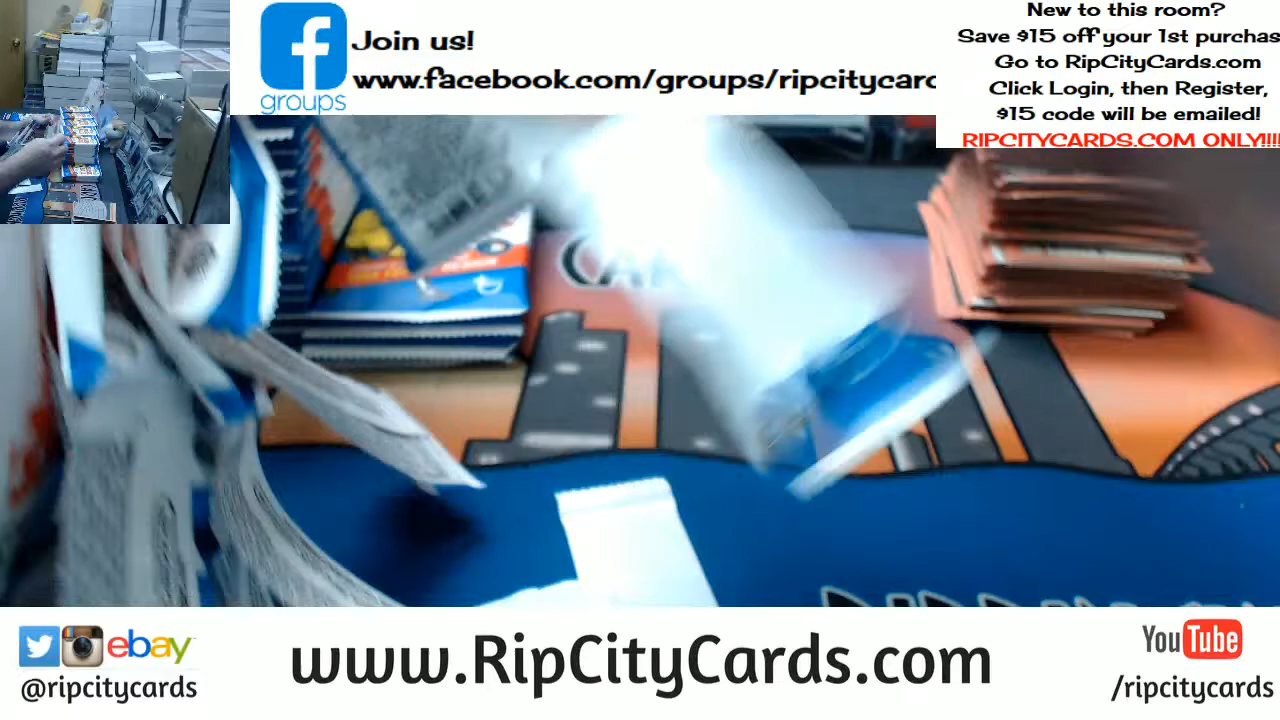 groups
Join us!
www.facebook.com/groups/ripcitycarc
New to this room?
Save $15 off your 1st purchas
Go to RipCityCards.com
Click Login, then Register,
$15 code will be emailed!
RIPCITYCARDS.COM ONLY!!!!
ebay
@ripcitycards
www.RipCityCards.com
YouTube
/ripcitycards